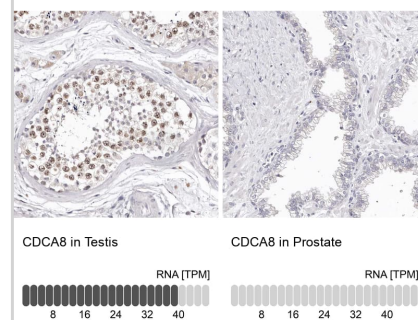 CDCA8 in Testis
RNA [TPM]
8 16 24 32 40
CDCA8 in Prostate
RNA [TPM]
8 16 24 32 40